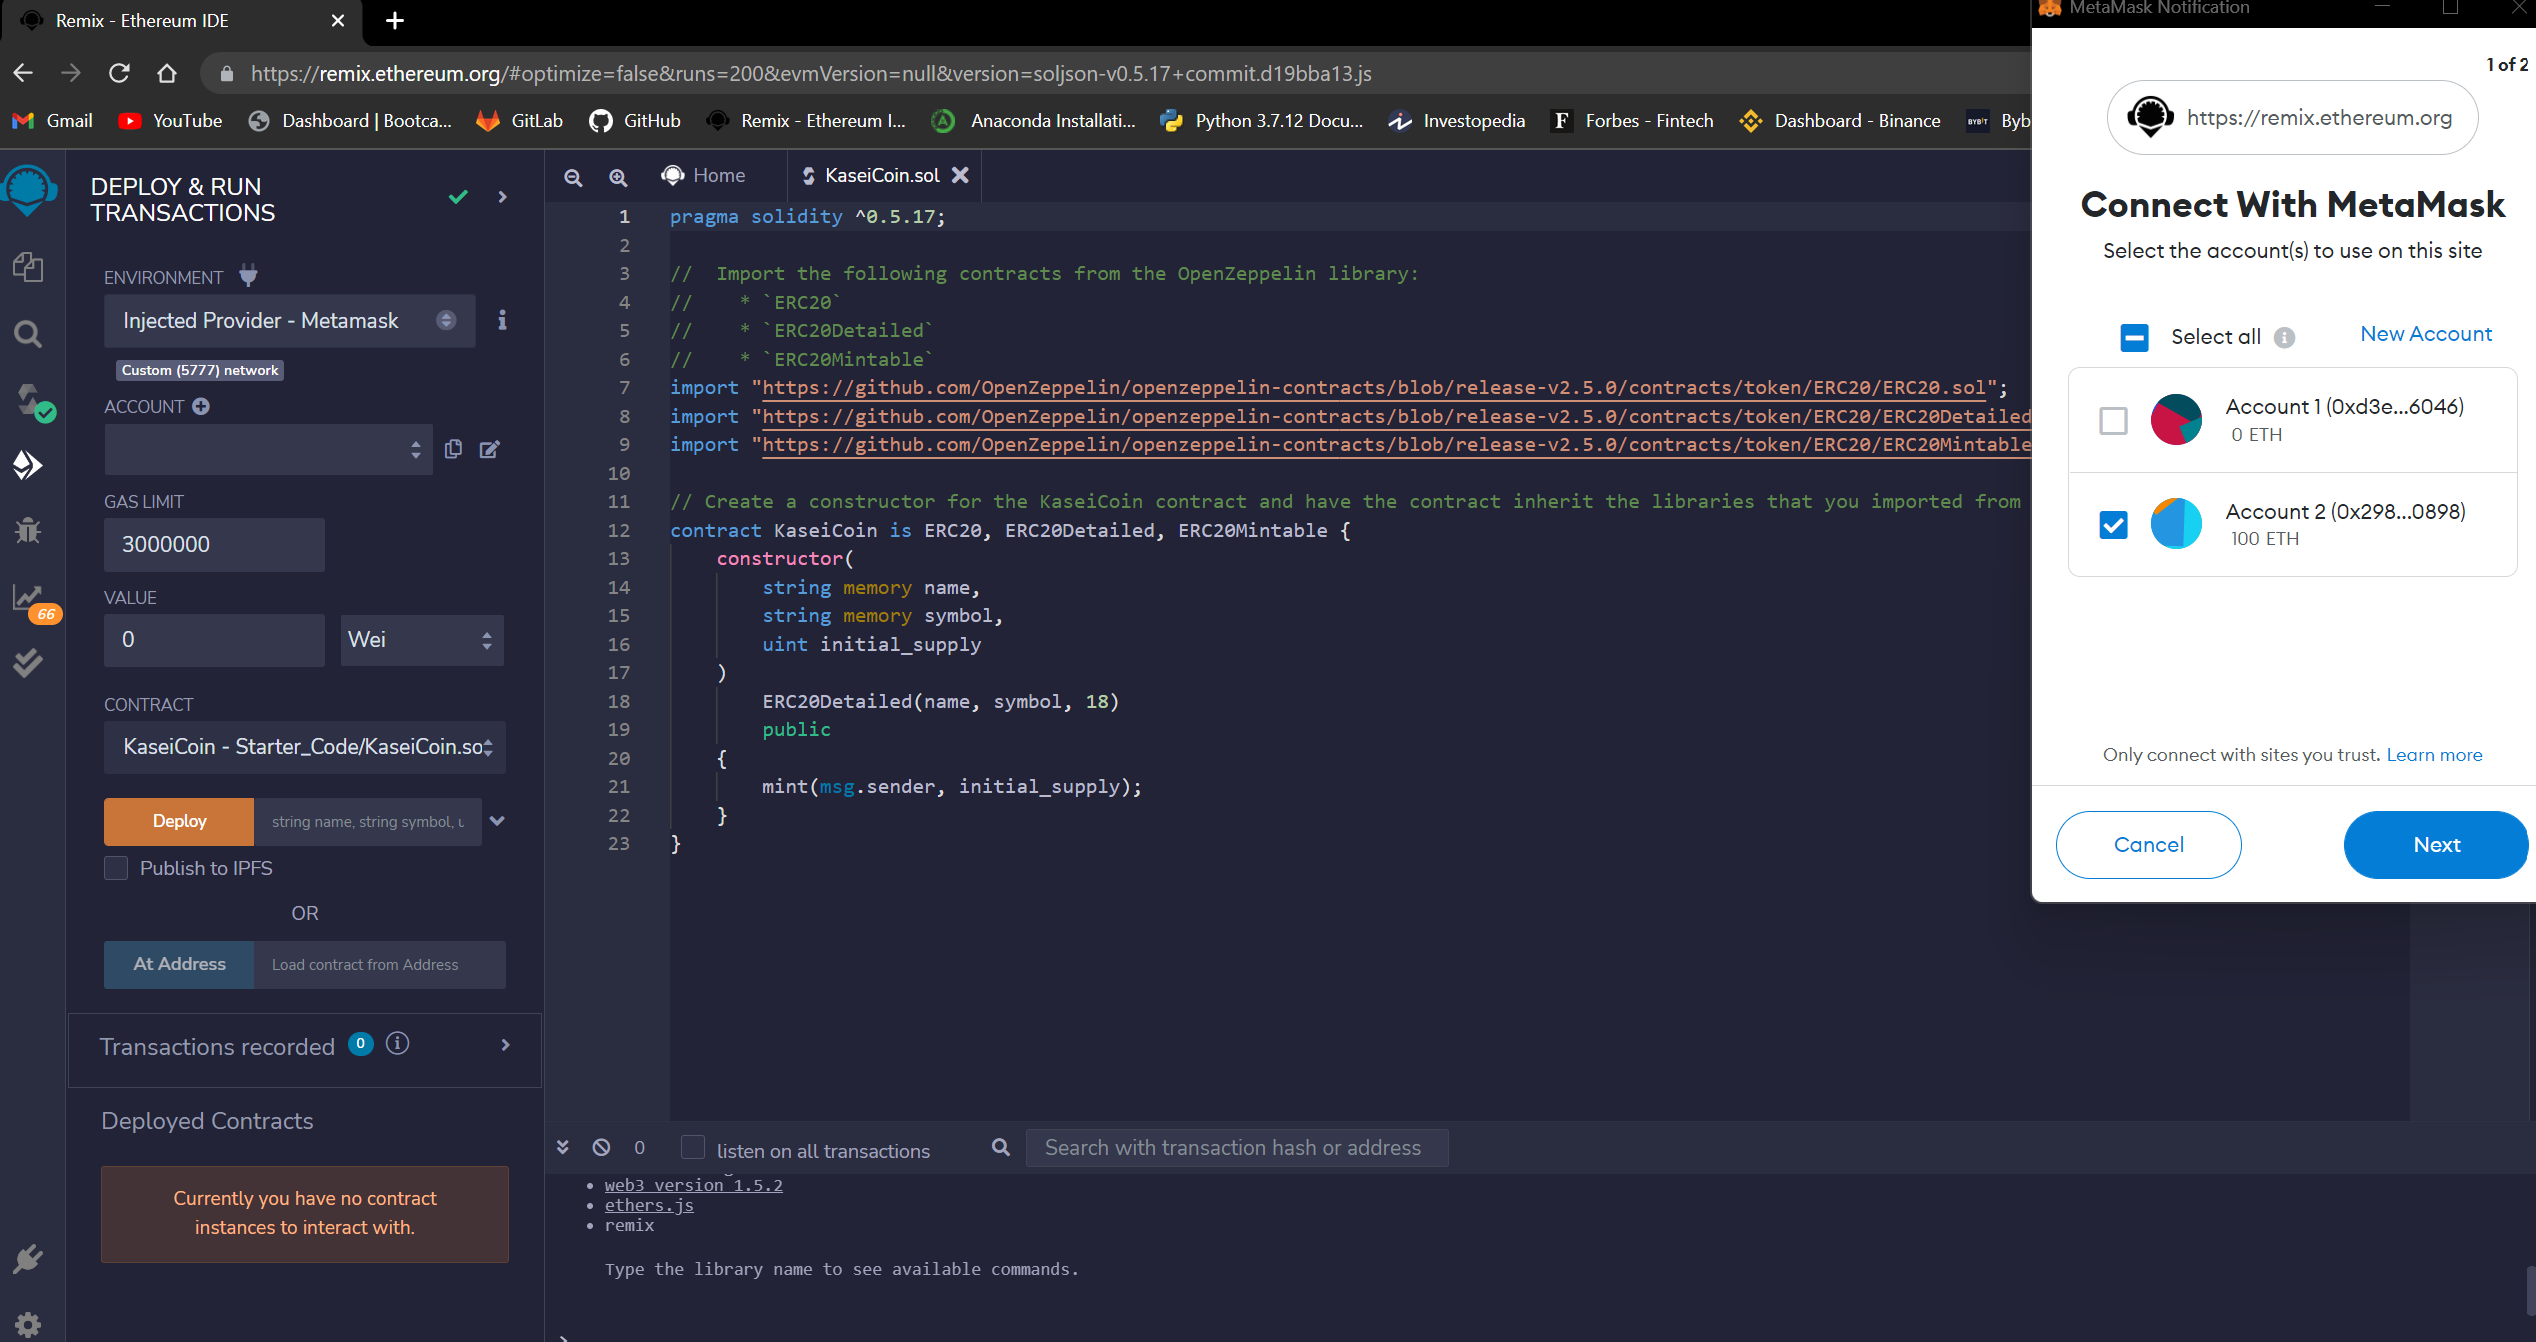 Remix - Ethereum IDE
https://remix.ethereum.org/#optimize=false&runs=200&evmVersion=null&version=soljson-v0.5.17+commit.d19bba13.js
Gmail
YouTube
Dashboard | Bootca...
GitLab
GitHub
Remix - Ethereum I...
Anaconda Installati...
Python 3.7.12 Docu...
Investopedia
Forbes - Fintech
Dashboard - Binance
Byb
DEPLOY & RUN
TRANSACTIONS
ENVIRONMENT
Injected Provider - Metamask
Custom (5777) network
ACCOUNT
GAS LIMIT
3000000
VALUE
0
Wei
CONTRACT
KaseiCoin - Starter_Code/KaseiCoin.so
Deploy
string name, string symbol, u
Publish to IPFS
OR
At Address
Load contract from Address
Transactions recorded 0
Deployed Contracts
Currently you have no contract
instances to interact with.
66
Home
KaseiCoin.sol
1 pragma solidity ^0.5.17;
2
3 //  Import the following contracts from the OpenZeppelin library:
4 //    * `ERC20`
5 //    * `ERC20Detailed`
6 //    * `ERC20Mintable`
7 import "https://github.com/OpenZeppelin/openzeppelin-contracts/blob/release-v2.5.0/contracts/token/ERC20/ERC20.sol";
8 import "https://github.com/OpenZeppelin/openzeppelin-contracts/blob/release-v2.5.0/contracts/token/ERC20/ERC20Detailed
9 import "https://github.com/OpenZeppelin/openzeppelin-contracts/blob/release-v2.5.0/contracts/token/ERC20/ERC20Mintable
10
11 // Create a constructor for the KaseiCoin contract and have the contract inherit the libraries that you imported from
12 contract KaseiCoin is ERC20, ERC20Detailed, ERC20Mintable {
13     constructor(
14         string memory name,
15         string memory symbol,
16         uint initial_supply
17     )
18         ERC20Detailed(name, symbol, 18)
19         public
20     {
21         mint(msg.sender, initial_supply);
22     }
23 }
0
listen on all transactions
Search with transaction hash or address
• web3 version 1.5.2
• ethers.js
• remix
Type the library name to see available commands.
>
MetaMask Notification
1 of 2
https://remix.ethereum.org
Connect With MetaMask
Select the account(s) to use on this site
Select all
New Account
Account 1 (0xd3e...6046)
0 ETH
Account 2 (0x298...0898)
100 ETH
Only connect with sites you trust. Learn more
Cancel
Next